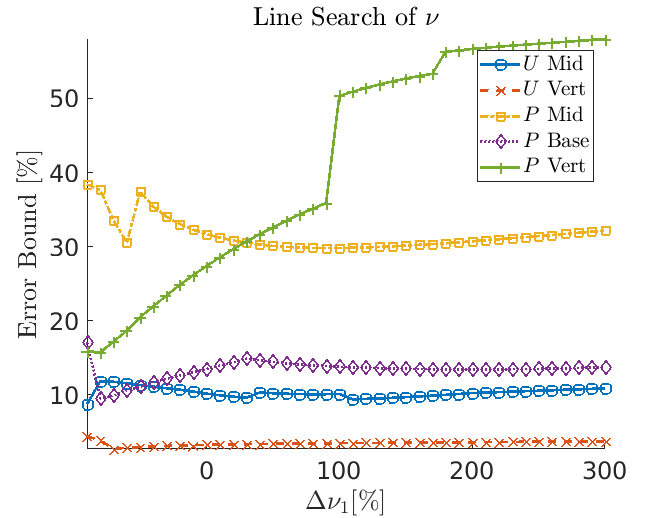 Line Search of ν
Error Bound [%]
50
40
30
20
10
U Mid
U Vert
P Mid
P Base
P Vert
0
100
200
300
Δν₁[%]